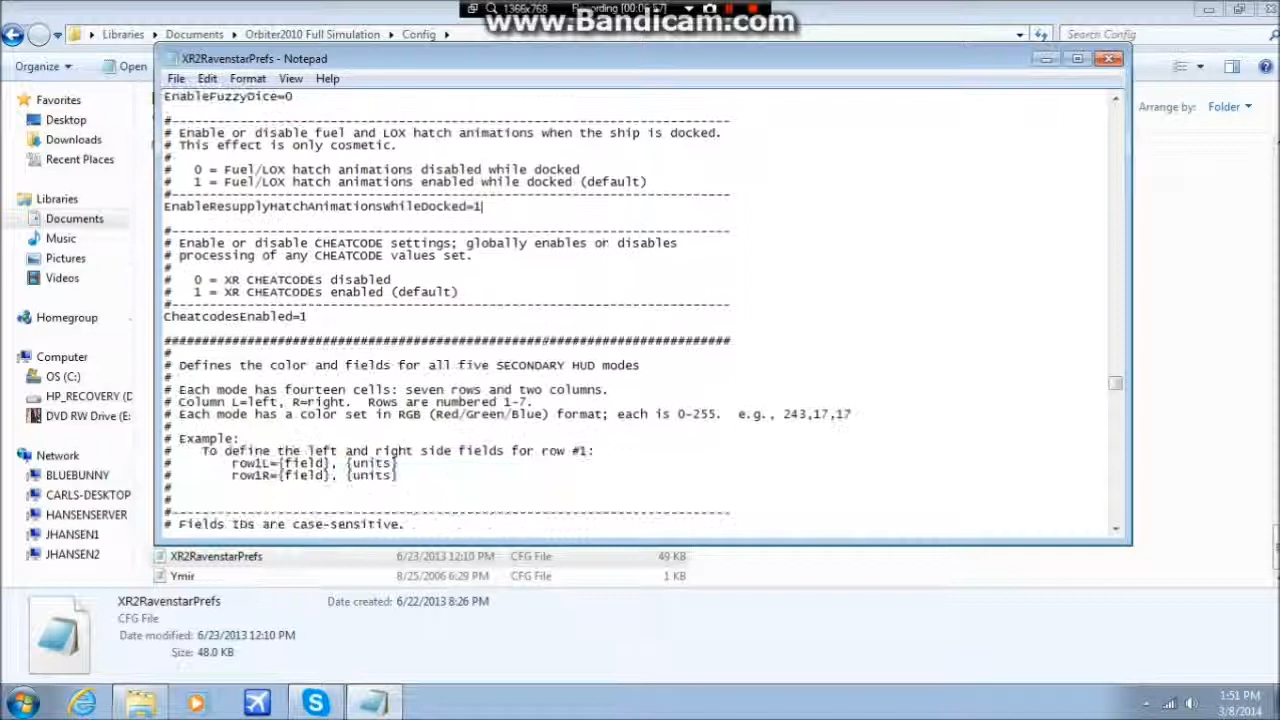 1366x768
Recording [00:06:57]
www.Bandicam.com
Libraries
Documents
Orbiter2010 Full Simulation
Config
Search Config
Organize
Open
XR2RavenstarPrefs - Notepad
File Edit Format View Help
Arrange by: Folder
Favorites
Desktop
Downloads
Recent Places
Libraries
Documents
Music
Pictures
Videos
Homegroup
Computer
OS (C:)
HP_RECOVERY (D
DVD RW Drive (E:
Network
BLUEBUNNY
CARLS-DESKTOP
HANSENSERVER
JHANSEN1
JHANSEN2
EnableFuzzyDice=0
#---------------------------------------------------------------------------
# Enable or disable fuel and LOX hatch animations when the ship is docked.
# This effect is only cosmetic.
#
#   0 = Fuel/LOX hatch animations disabled while docked
#   1 = Fuel/LOX hatch animations enabled while docked (default)
#---------------------------------------------------------------------------
EnableResupplyHatchAnimationsWhileDocked=1
#---------------------------------------------------------------------------
# Enable or disable CHEATCODE settings; globally enables or disables
# processing of any CHEATCODE values set.
#
#   0 = XR CHEATCODEs disabled
#   1 = XR CHEATCODEs enabled (default)
#---------------------------------------------------------------------------
CheatcodesEnabled=1
###########################################################################
#
# Defines the color and fields for all five SECONDARY HUD modes
#
# Each mode has fourteen cells: seven rows and two columns.
# Column L=left, R=right.  Rows are numbered 1-7.
# Each mode has a color set in RGB (Red/Green/Blue) format; each is 0-255.  e.g., 243,17,17
#
# Example:
#    To define the left and right side fields for row #1:
#        row1L={field}, {units}
#        row1R={field}, {units}
#
#
#---------------------------------------------------------------------------
# Fields IDs are case-sensitive.
XR2RavenstarPrefs 6/23/2013 12:10 PM CFG File 49 KB
Ymir 8/25/2006 6:29 PM CFG File 1 KB
XR2RavenstarPrefs
CFG File
Date modified: 6/23/2013 12:10 PM
Size: 48.0 KB
Date created: 6/22/2013 8:26 PM
1:51 PM
3/8/2014